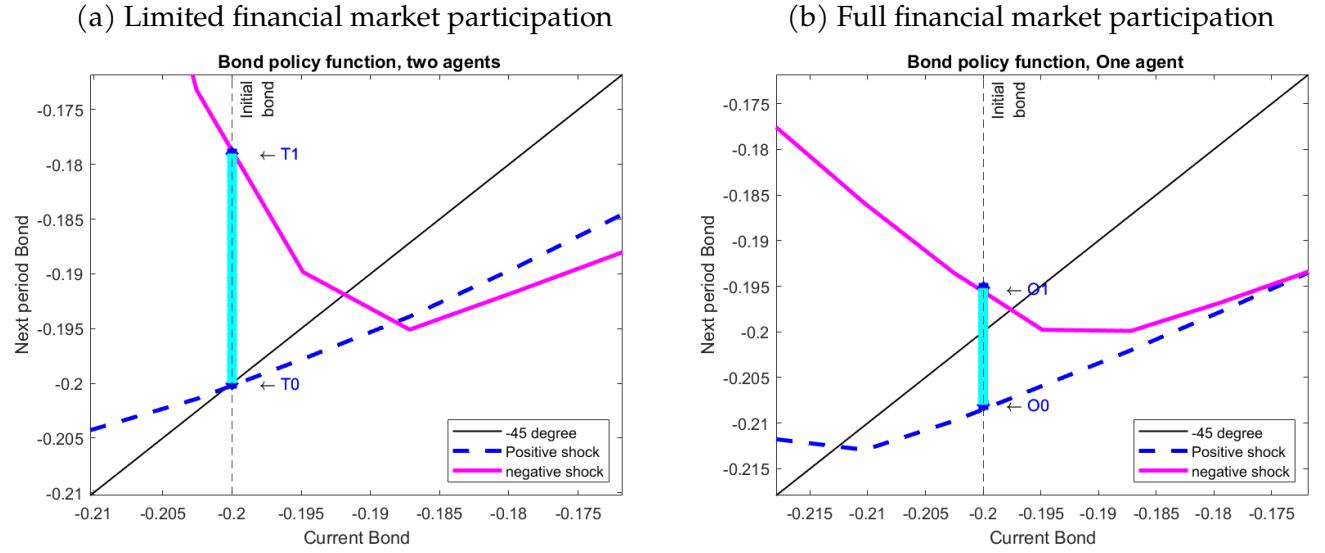 (a) Limited financial market participation
Bond policy function, two agents
Next period Bond
-0.175
-0.18
-0.185
-0.19
-0.195
-0.2
-0.205
-0.21
Initial
bond
← T1
← T0
-45 degree
Positive shock
negative shock
-0.21 -0.205 -0.2 -0.195 -0.19 -0.185 -0.18 -0.175
Current Bond
(b) Full financial market participation
Bond policy function, One agent
Next period Bond
-0.175
-0.18
-0.185
-0.19
-0.195
-0.2
-0.205
-0.21
-0.215
Initial
bond
← O1
← O0
-45 degree
Positive shock
negative shock
-0.215 -0.21 -0.205 -0.2 -0.195 -0.19 -0.185 -0.18 -0.175
Current Bond